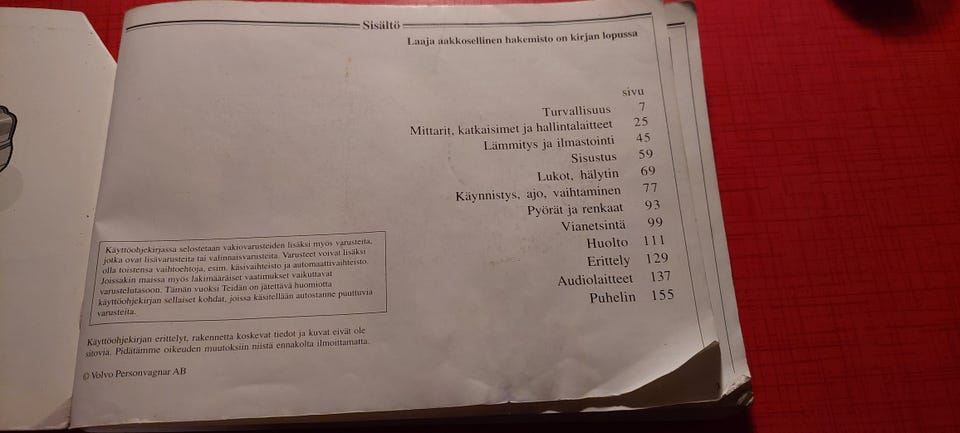 Sisältö
Laaja aakkosellinen hakemisto on kirjan lopussa
sivu
Turvallisuus 7
Mittarit, katkaisimet ja hallintalaitteet 25
Lämmitys ja ilmastointi 45
Sisustus 59
Lukot, hälytin 69
Käynnistys, ajo, vaihtaminen 77
Pyörät ja renkaat 93
Vianetsintä 99
Huolto 111
Erittely 129
Audiolaitteet 137
Puhelin 155
Käyttöohjekirjassa selostetaan vakiovarusteiden lisäksi myös varusteita,
jotka ovat lisävarusteita tai valinnaisvarusteita. Varusteet voivat lisäksi
olla toistensa vaihtoehtoja, esim. käsivaihteisto ja automaattivaihteisto.
Joissakin maissa myös lakimääräiset vaatimukset vaikuttavat
varustelutasoon. Tämän vuoksi Teidän on jätettävä huomiotta
käyttöohjekirjan sellaiset kohdat, joissa käsitellään autostanne puuttuvia
varusteita.
Käyttöohjekirjan erittelyt, rakennetta koskevat tiedot ja kuvat eivät ole
sitovia. Pidätämme oikeuden muutoksiin niistä ennakolta ilmoittamatta.
© Volvo Personvagnar AB